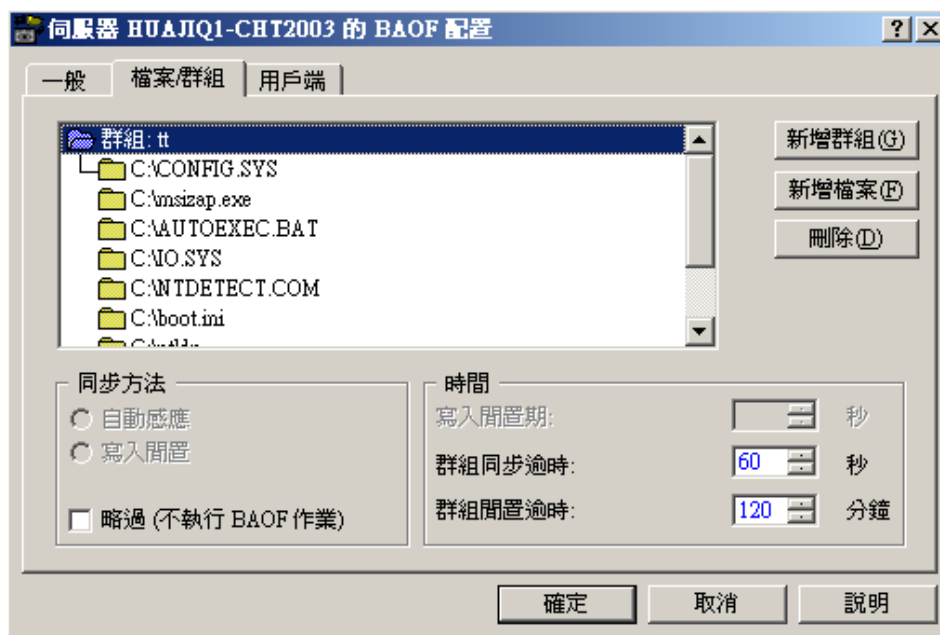 伺服器 HUAJIQ1-CHT2003 的 BAOF 配置
一般
檔案/群組
用戶端
群組: tt
C:\CONFIG.SYS
C:\msizap.exe
C:\AUTOEXEC.BAT
C:\IO.SYS
C:\NTDETECT.COM
C:\boot.ini
新增群組(G)
新增檔案(F)
刪除(D)
同步方法
自動感應
寫入閒置
略過 (不執行 BAOF 作業)
時間
寫入閒置期: 秒
群組同步逾時: 60 秒
群組閒置逾時: 120 分鐘
確定
取消
說明